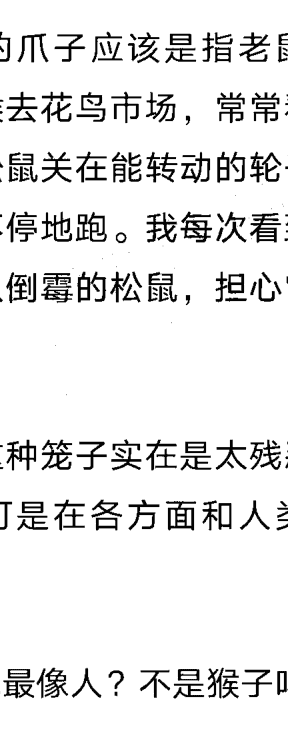 的爪子应该是指老鼠
去花鸟市场，常常
鼠关在能转动的轮
停地跑。我每次看到
倒霉的松鼠，担心
种笼子实在是太残
可是在各方面和人类
最像人？不是猴子吗